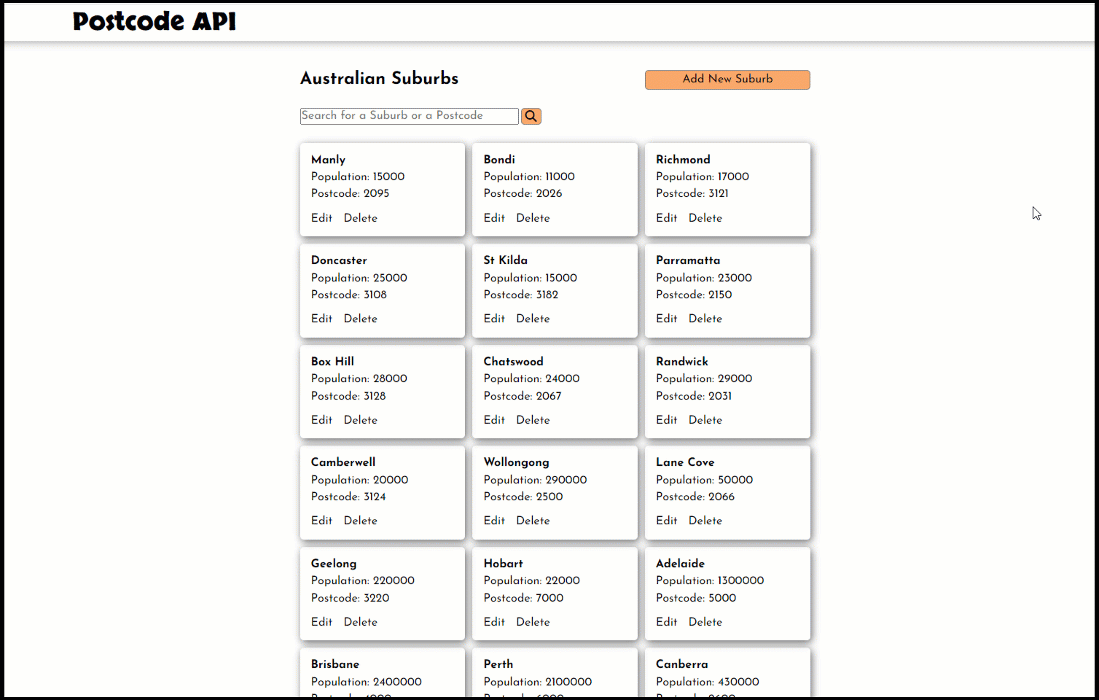 Postcode API
Australian Suburbs
Add New Suburb
Search for a Suburb or a Postcode
Manly
Population: 15000
Postcode: 2095
Edit Delete
Bondi
Population: 11000
Postcode: 2026
Edit Delete
Richmond
Population: 17000
Postcode: 3121
Edit Delete
Doncaster
Population: 25000
Postcode: 3108
Edit Delete
St Kilda
Population: 15000
Postcode: 3182
Edit Delete
Parramatta
Population: 23000
Postcode: 2150
Edit Delete
Box Hill
Population: 28000
Postcode: 3128
Edit Delete
Chatswood
Population: 24000
Postcode: 2067
Edit Delete
Randwick
Population: 29000
Postcode: 2031
Edit Delete
Camberwell
Population: 20000
Postcode: 3124
Edit Delete
Wollongong
Population: 290000
Postcode: 2500
Edit Delete
Lane Cove
Population: 50000
Postcode: 2066
Edit Delete
Geelong
Population: 220000
Postcode: 3220
Edit Delete
Hobart
Population: 22000
Postcode: 7000
Edit Delete
Adelaide
Population: 1300000
Postcode: 5000
Edit Delete
Brisbane
Population: 2400000
Perth
Population: 2100000
Canberra
Population: 430000